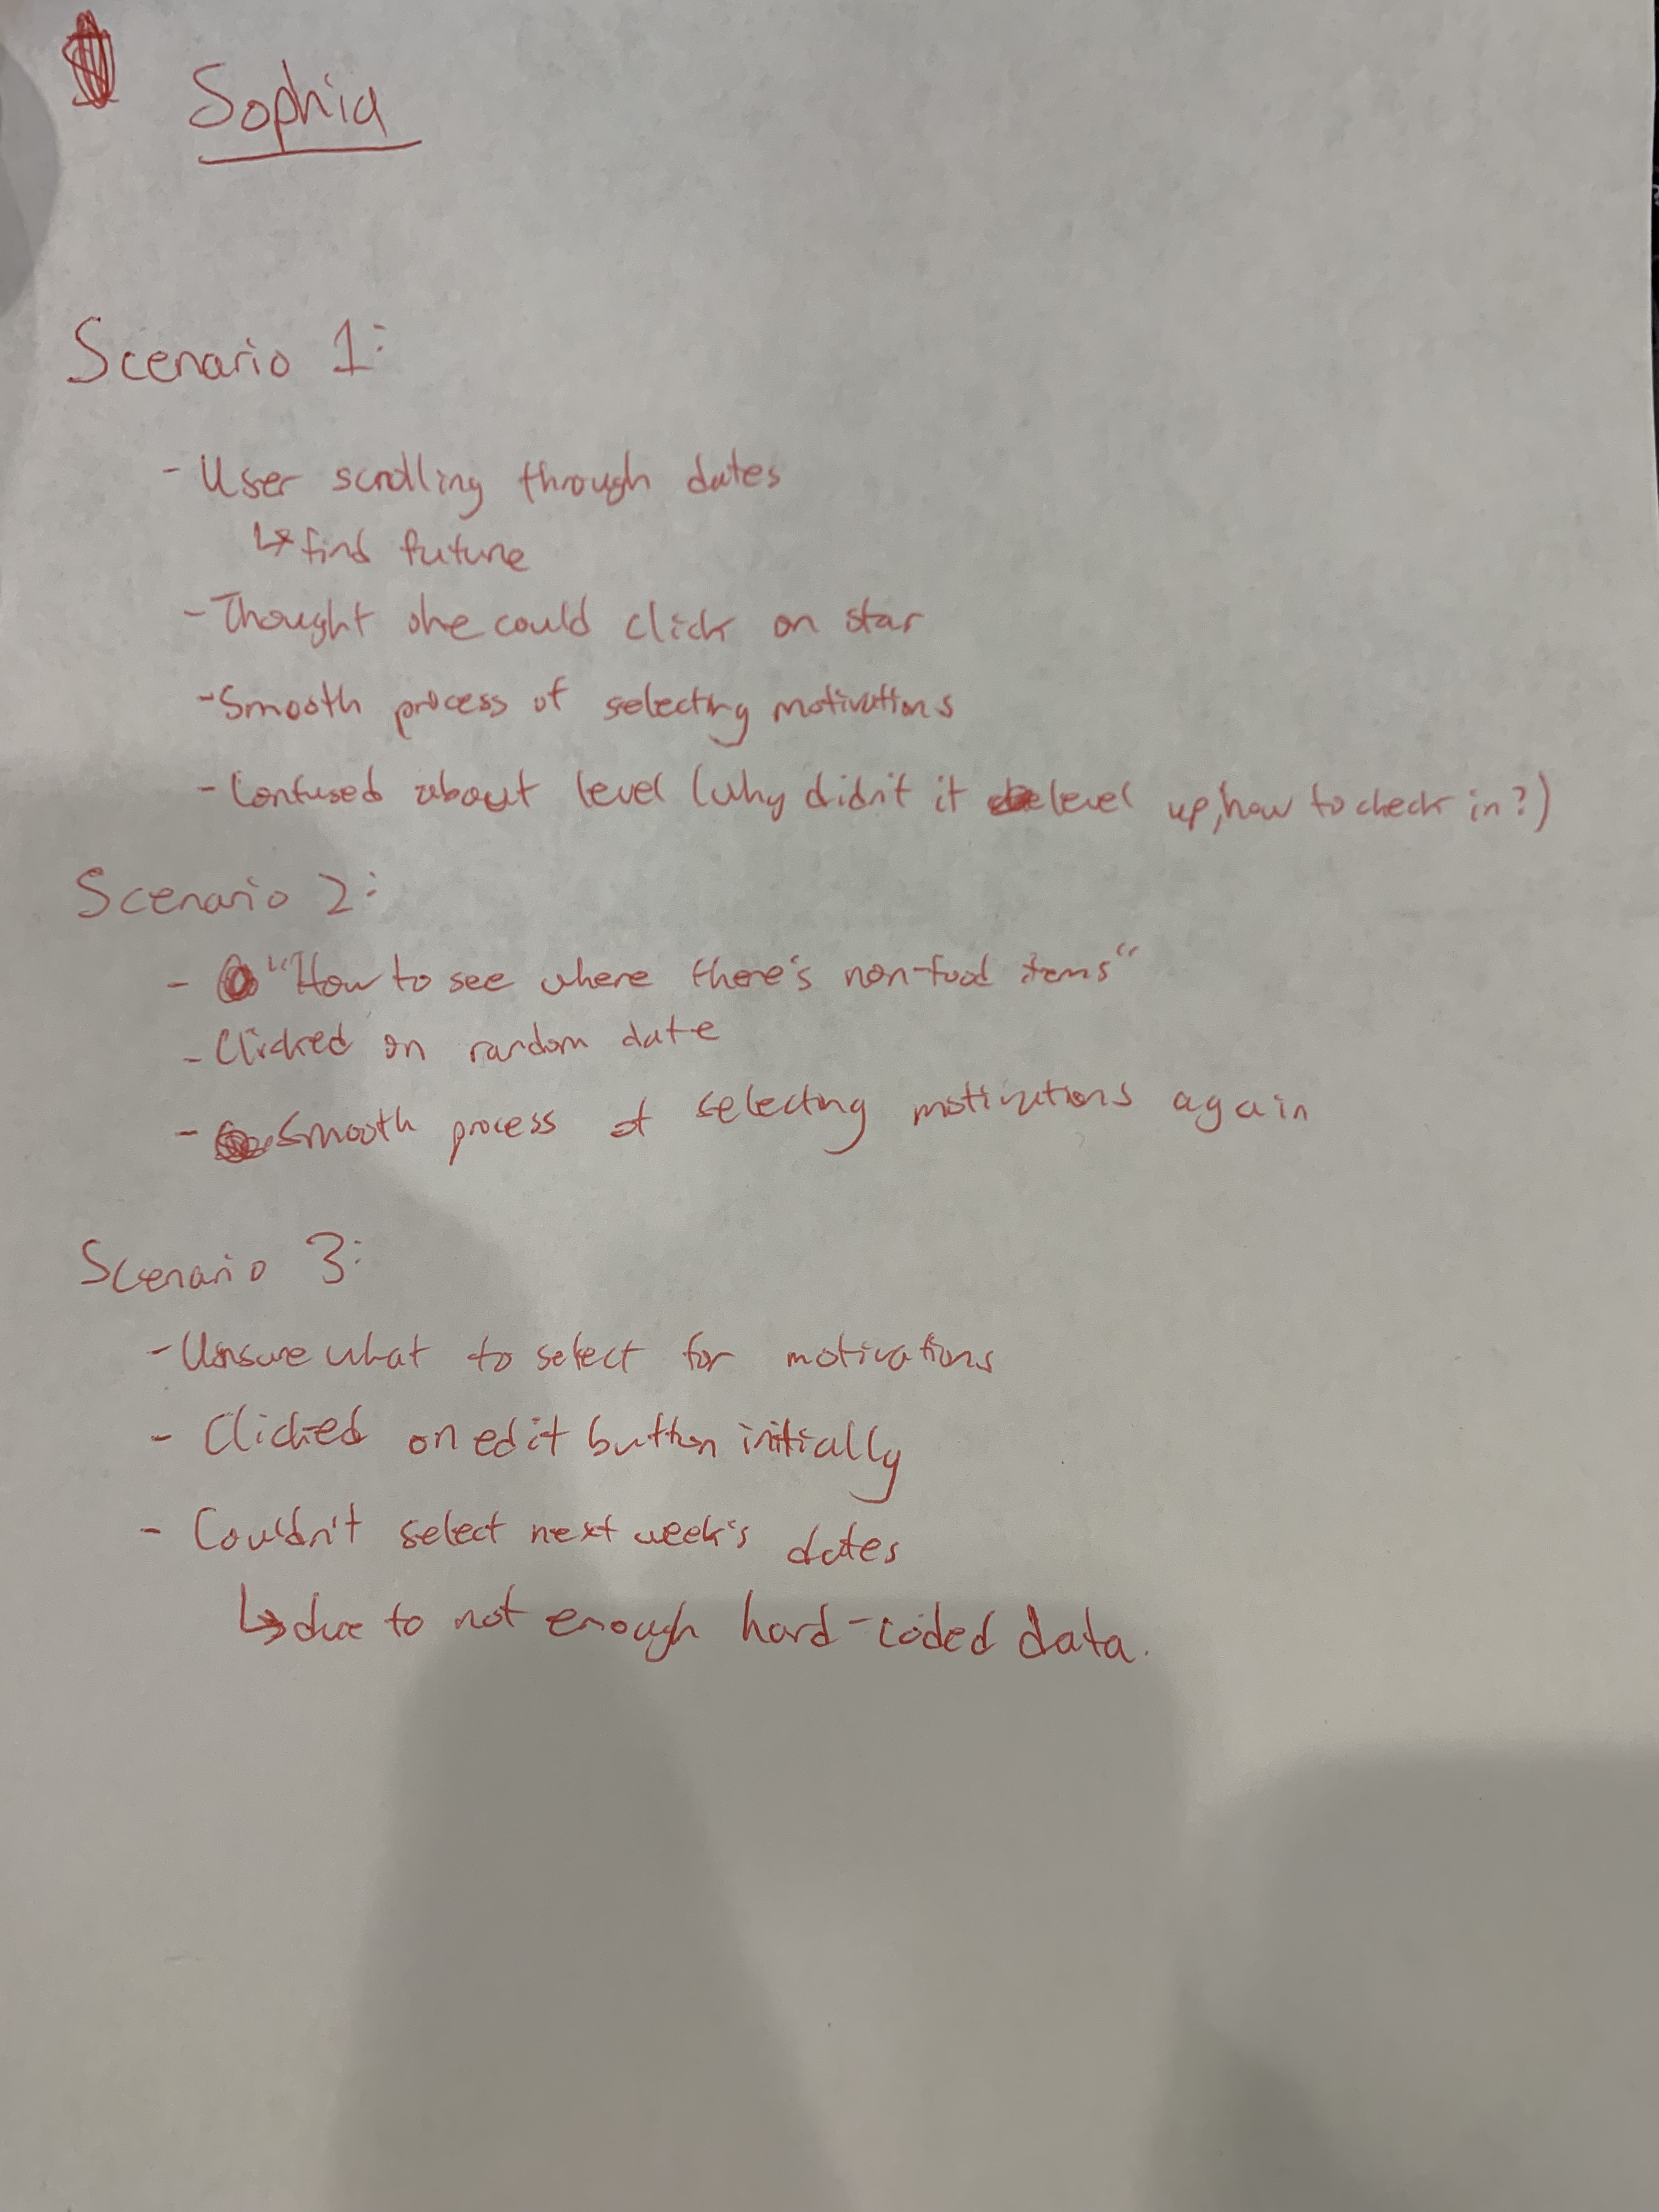 Sophia
Scenario 1:
- User scrolling through dates
↳ find future
- Thought she could click on star
- Smooth process of selecting motivations
- Confused about level (why didn't it level up, how to check in?)
Scenario 2:
- "How to see where there's non-food items"
- Clicked on random date
- Smooth process of selecting motivations again
Scenario 3:
- Unsure what to select for motivations
- Clicked on edit button initially
- Couldn't select next week's dates
↳ due to not enough hard-coded data.